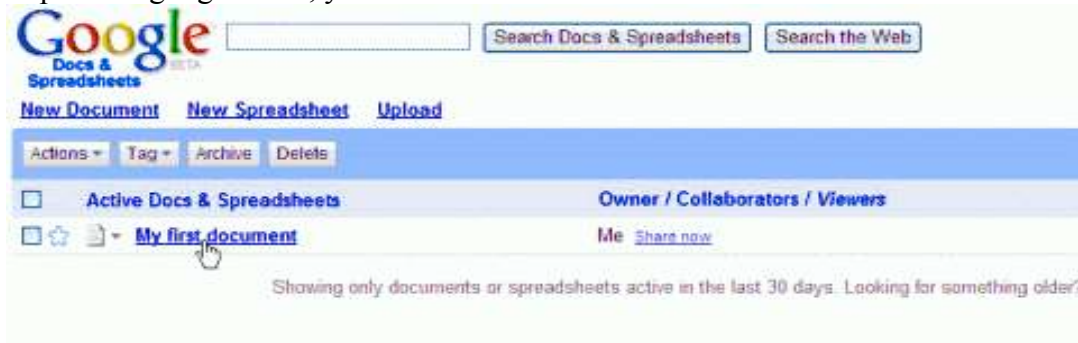 Google
Docs &
Spreadsheets
BETA
Search Docs & Spreadsheets Search the Web
New Document New Spreadsheet Upload
Actions Tag Archive Delete
Active Docs & Spreadsheets Owner / Collaborators / Viewers
My first document Me Share now
Showing only documents or spreadsheets active in the last 30 days. Looking for something older?